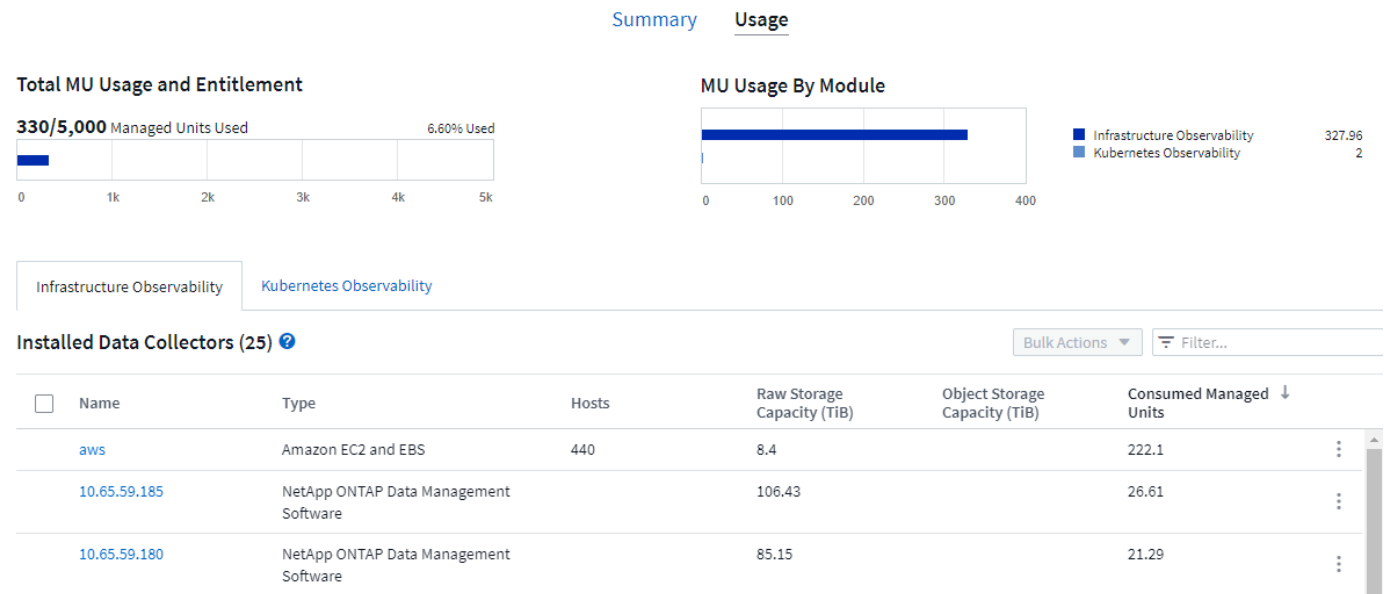 Summary Usage
Total MU Usage and Entitlement
330/5,000 Managed Units Used 6.60% Used
0 1k 2k 3k 4k 5k
MU Usage By Module
Infrastructure Observability 327.96
Kubernetes Observability 2
0 100 200 300 400
Infrastructure Observability Kubernetes Observability
Installed Data Collectors (25) ?
Bulk Actions Filter...
Name Type Hosts Raw Storage Capacity (TiB) Object Storage Capacity (TiB) Consumed Managed Units
aws Amazon EC2 and EBS 440 8.4 222.1
10.65.59.185 NetApp ONTAP Data Management Software 106.43 26.61
10.65.59.180 NetApp ONTAP Data Management Software 85.15 21.29